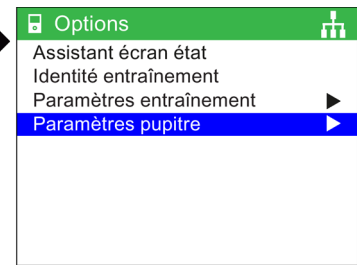 Options
Assistant écran état
Identité entraînement
Paramètres entraînement
Paramètres pupitre